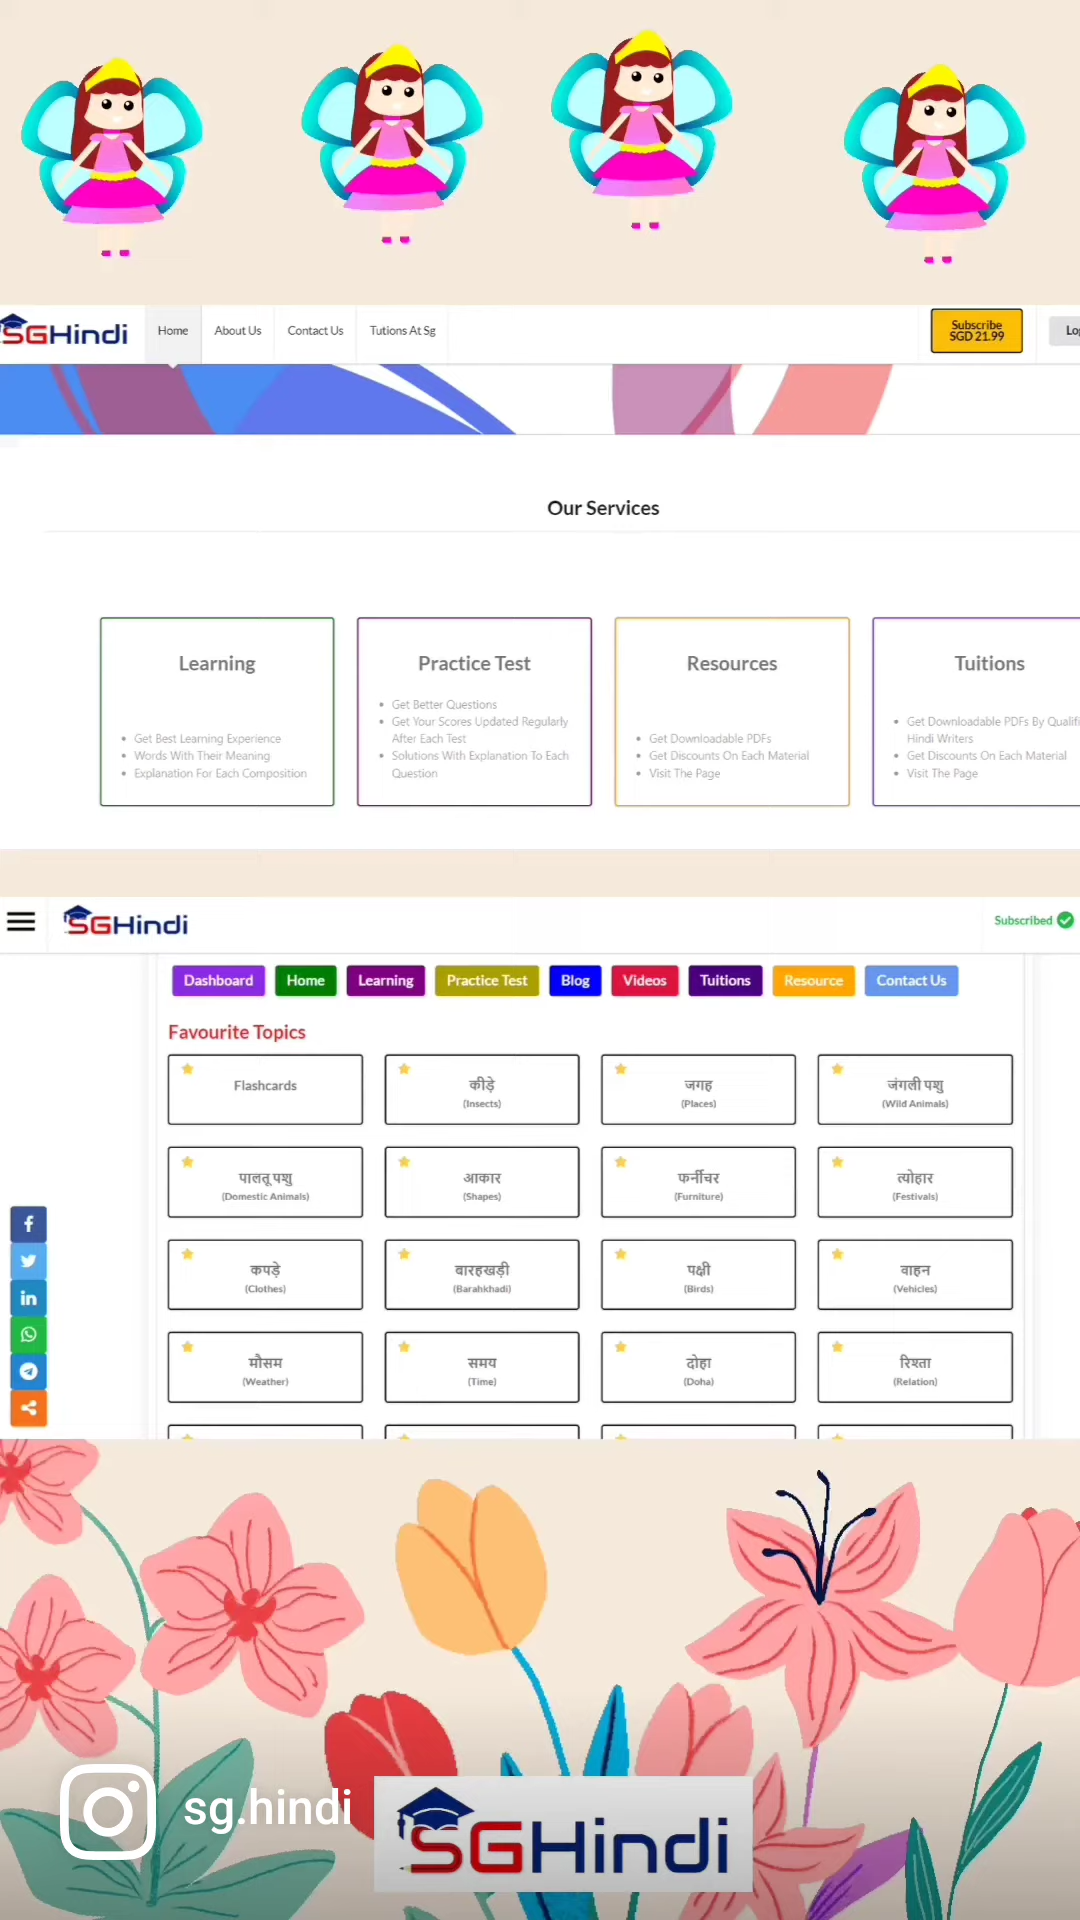 SGHindi
Home
About Us
Contact Us
Tutions At Sg
Subscribe
SGD 21.99
Our Services
Learning
Get Best Learning Experience
Words With Their Meaning
Explanation For Each Composition
Practice Test
Get Better Questions
Get Your Scores Updated Regularly
After Each Test
Solutions With Explanation To Each
Question
Resources
Get Downloadable PDFs
Get Discounts On Each Material
Visit The Page
Tuitions
Get Downloadable PDFs By
Hindi Writers
Get Discounts On Each Material
Visit The Page
SGHindi
Subscribed
Dashboard
Home
Learning
Practice Test
Blog
Videos
Tuitions
Resource
Contact Us
Favourite Topics
Flashcards
कीड़े
(Insects)
जगह
(Places)
जंगली पशु
(Wild Animals)
पालतू पशु
(Domestic Animals)
आकार
(Shapes)
फर्नीचर
(Furniture)
त्योहार
(Festivals)
कपड़े
(Clothes)
बारहखड़ी
(Barahkhadi)
पक्षी
(Birds)
वाहन
(Vehicles)
मौसम
(Weather)
समय
(Time)
दोहा
(Doha)
रिश्ता
(Relation)
sg.hindi
SGHindi